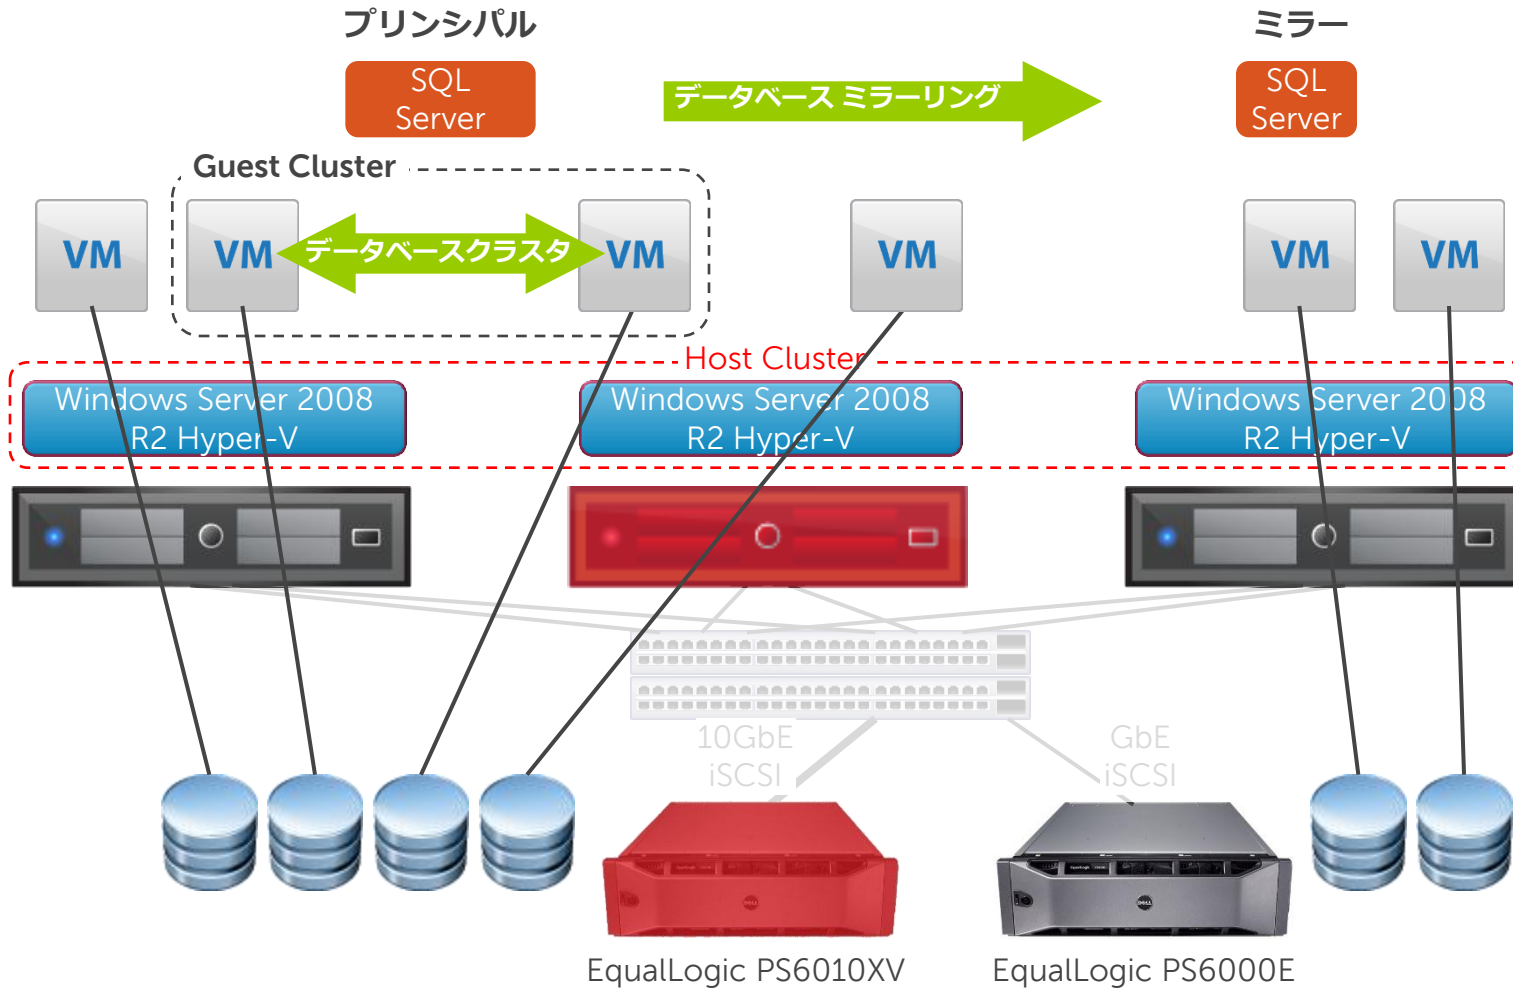 プリンシパル
ミラー
SQL
Server
データベース ミラーリング
SQL
Server
Guest Cluster
VM
VM
データベースクラスタ
VM
VM
VM
VM
Host Cluster
Windows Server 2008
R2 Hyper-V
Windows Server 2008
R2 Hyper-V
Windows Server 2008
R2 Hyper-V
10GbE
iSCSI
GbE
iSCSI
DELL
DELL
EqualLogic PS6010XV
EqualLogic PS6000E